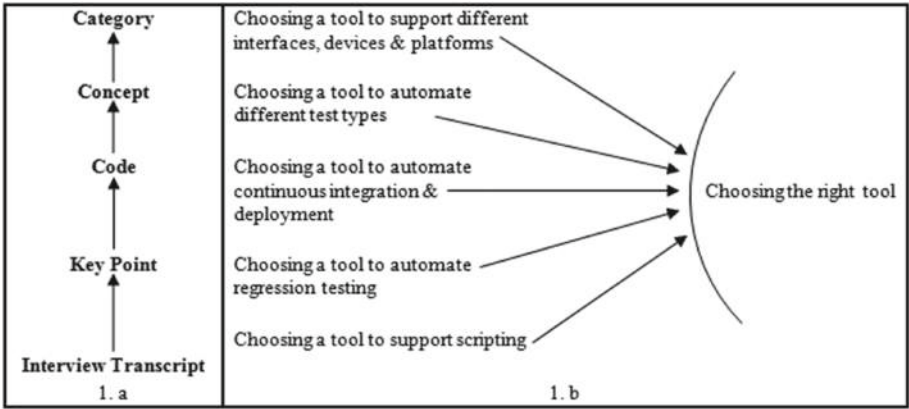 Category
Concept
Code
Key Point
Interview Transcript
1. a
Choosing a tool to support different
interfaces, devices & platforms
Choosing a tool to automate
different test types
Choosing a tool to automate
continuous integration &
deployment
Choosing a tool to automate
regression testing
Choosing a tool to support scripting
Choosing the right tool
1. b